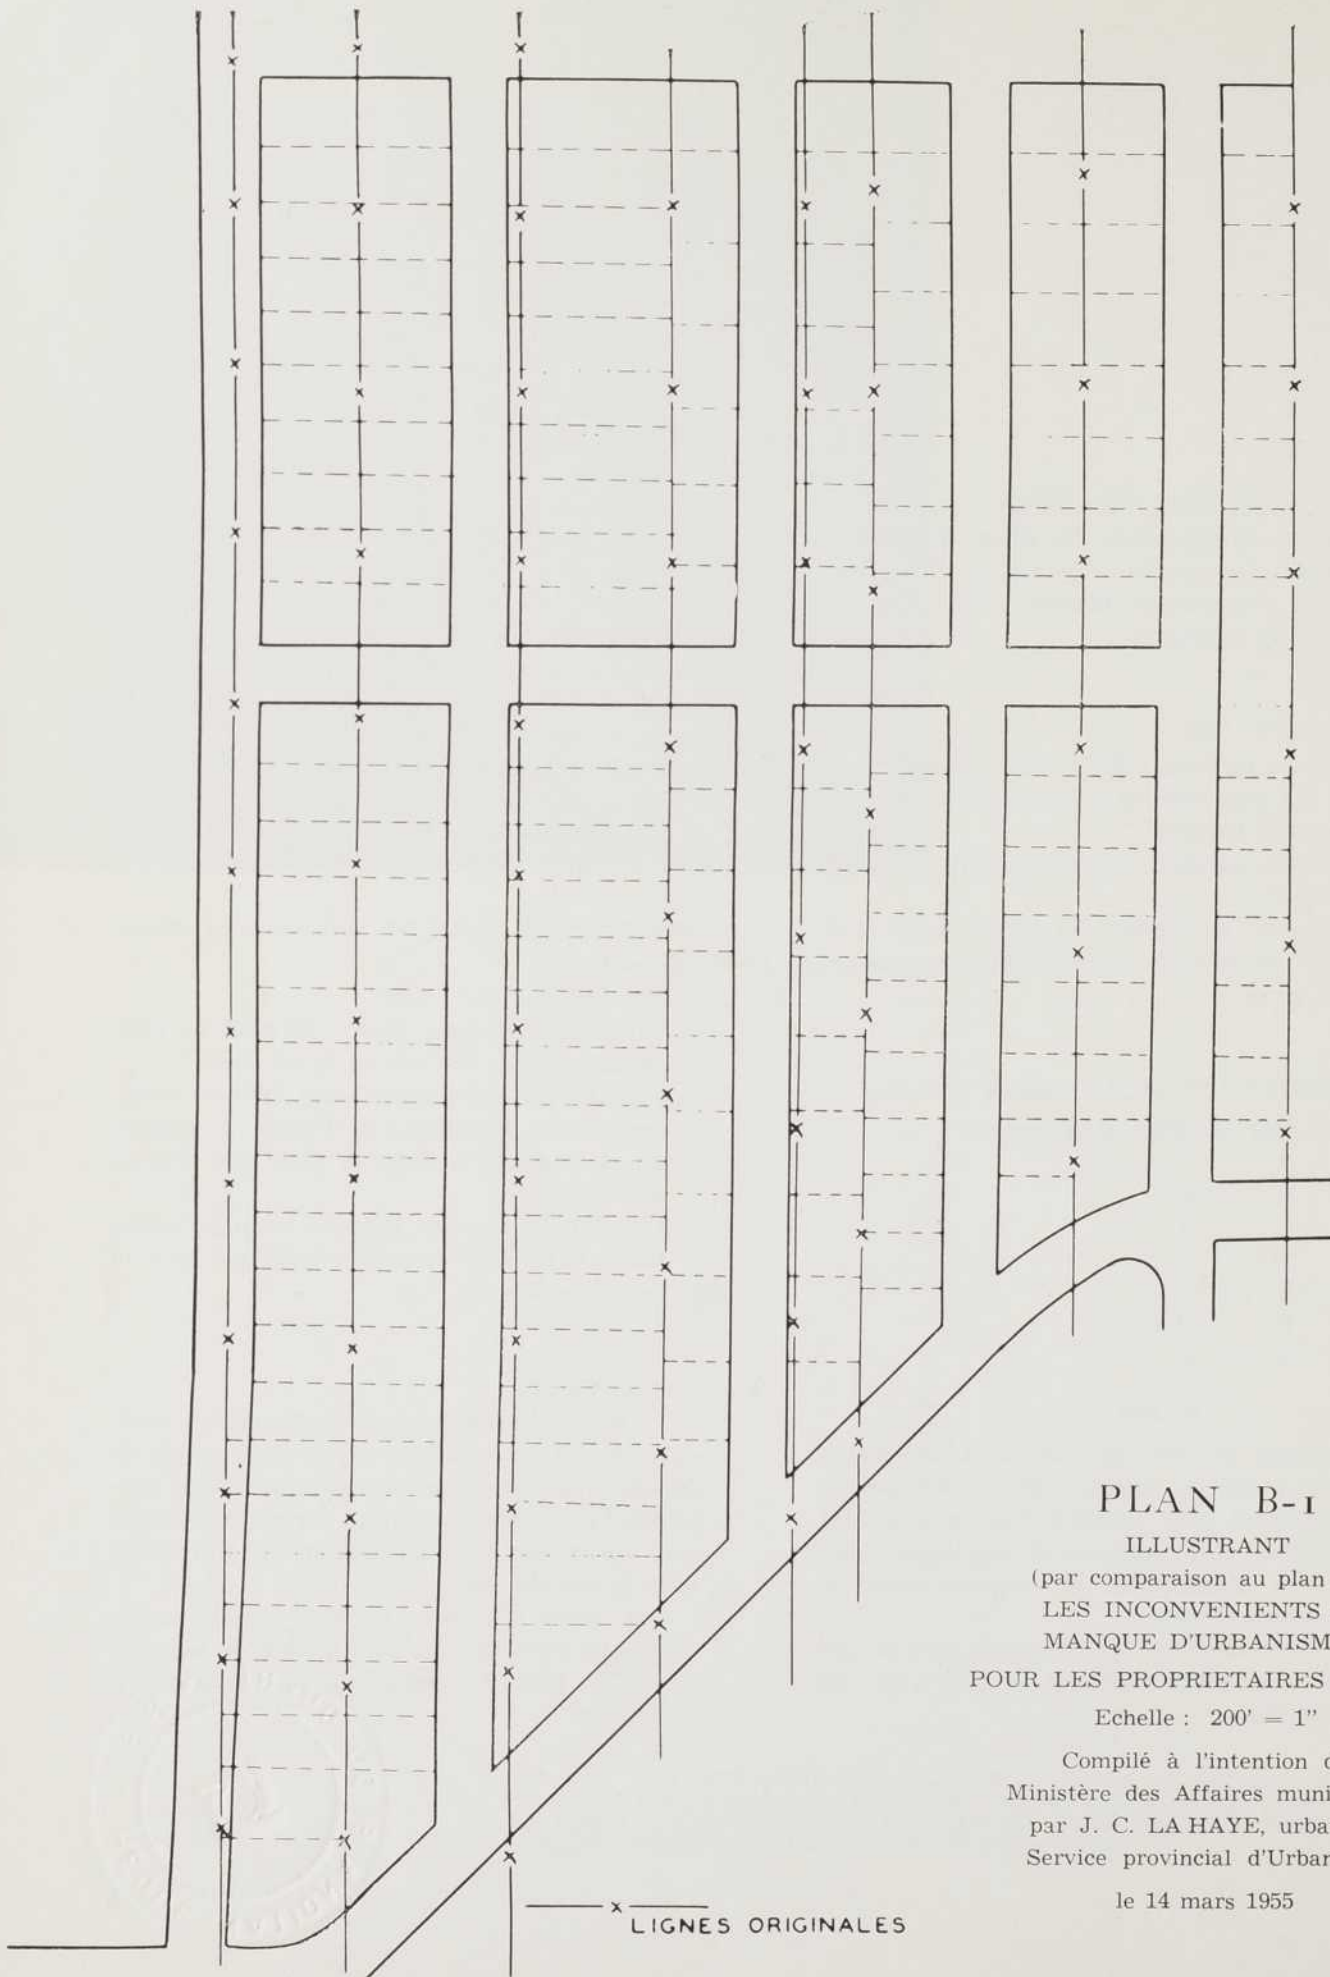 PLAN B-1
ILLUSTRANT
(par comparaison au plan
LES INCONVENIENTS
MANQUE D'URBANISM
POUR LES PROPRIETAIRES
Echelle : 200' = 1"
Compilé à l'intention
Ministère des Affaires muni
par J. C. LA HAYE, urba
Service provincial d'Urba
le 14 mars 1955
LIGNES ORIGINALES